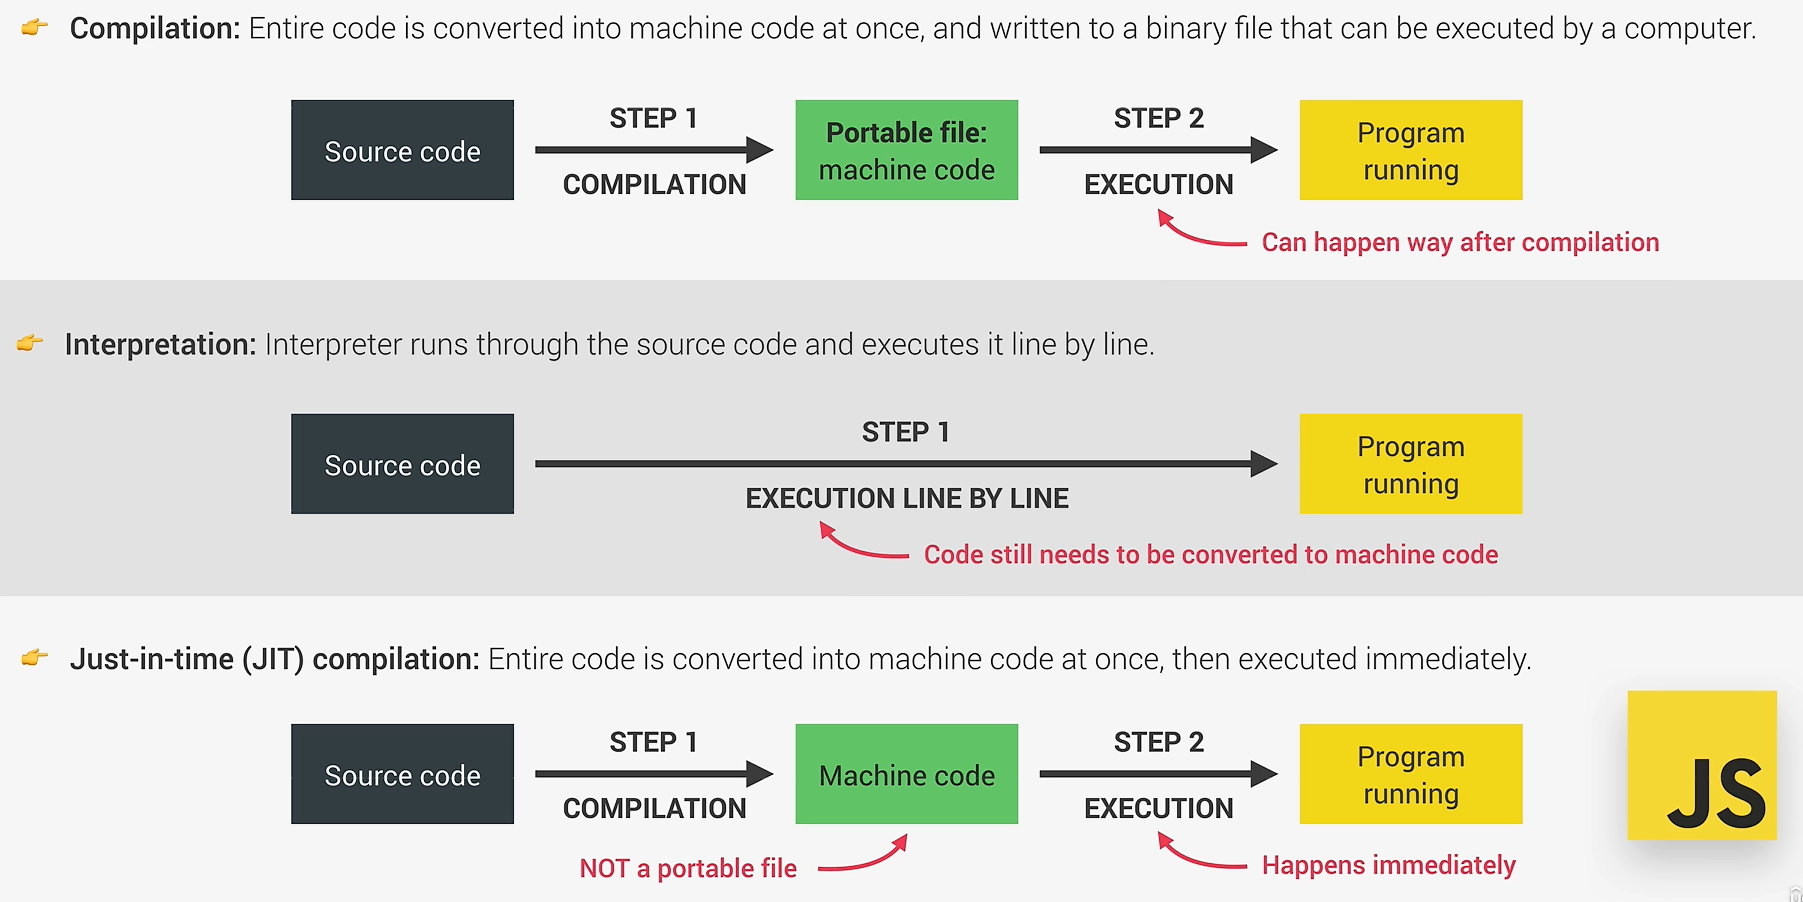 Compilation: Entire code is converted into machine code at once, and written to a binary file that can be executed by a computer.
Source code
STEP 1
COMPILATION
Portable file:
machine code
STEP 2
EXECUTION
Program
running
Can happen way after compilation
Interpretation: Interpreter runs through the source code and executes it line by line.
Source code
STEP 1
EXECUTION LINE BY LINE
Program
running
Code still needs to be converted to machine code
Just-in-time (JIT) compilation: Entire code is converted into machine code at once, then executed immediately.
Source code
STEP 1
COMPILATION
Machine code
STEP 2
EXECUTION
Program
running
NOT a portable file
Happens immediately
JS